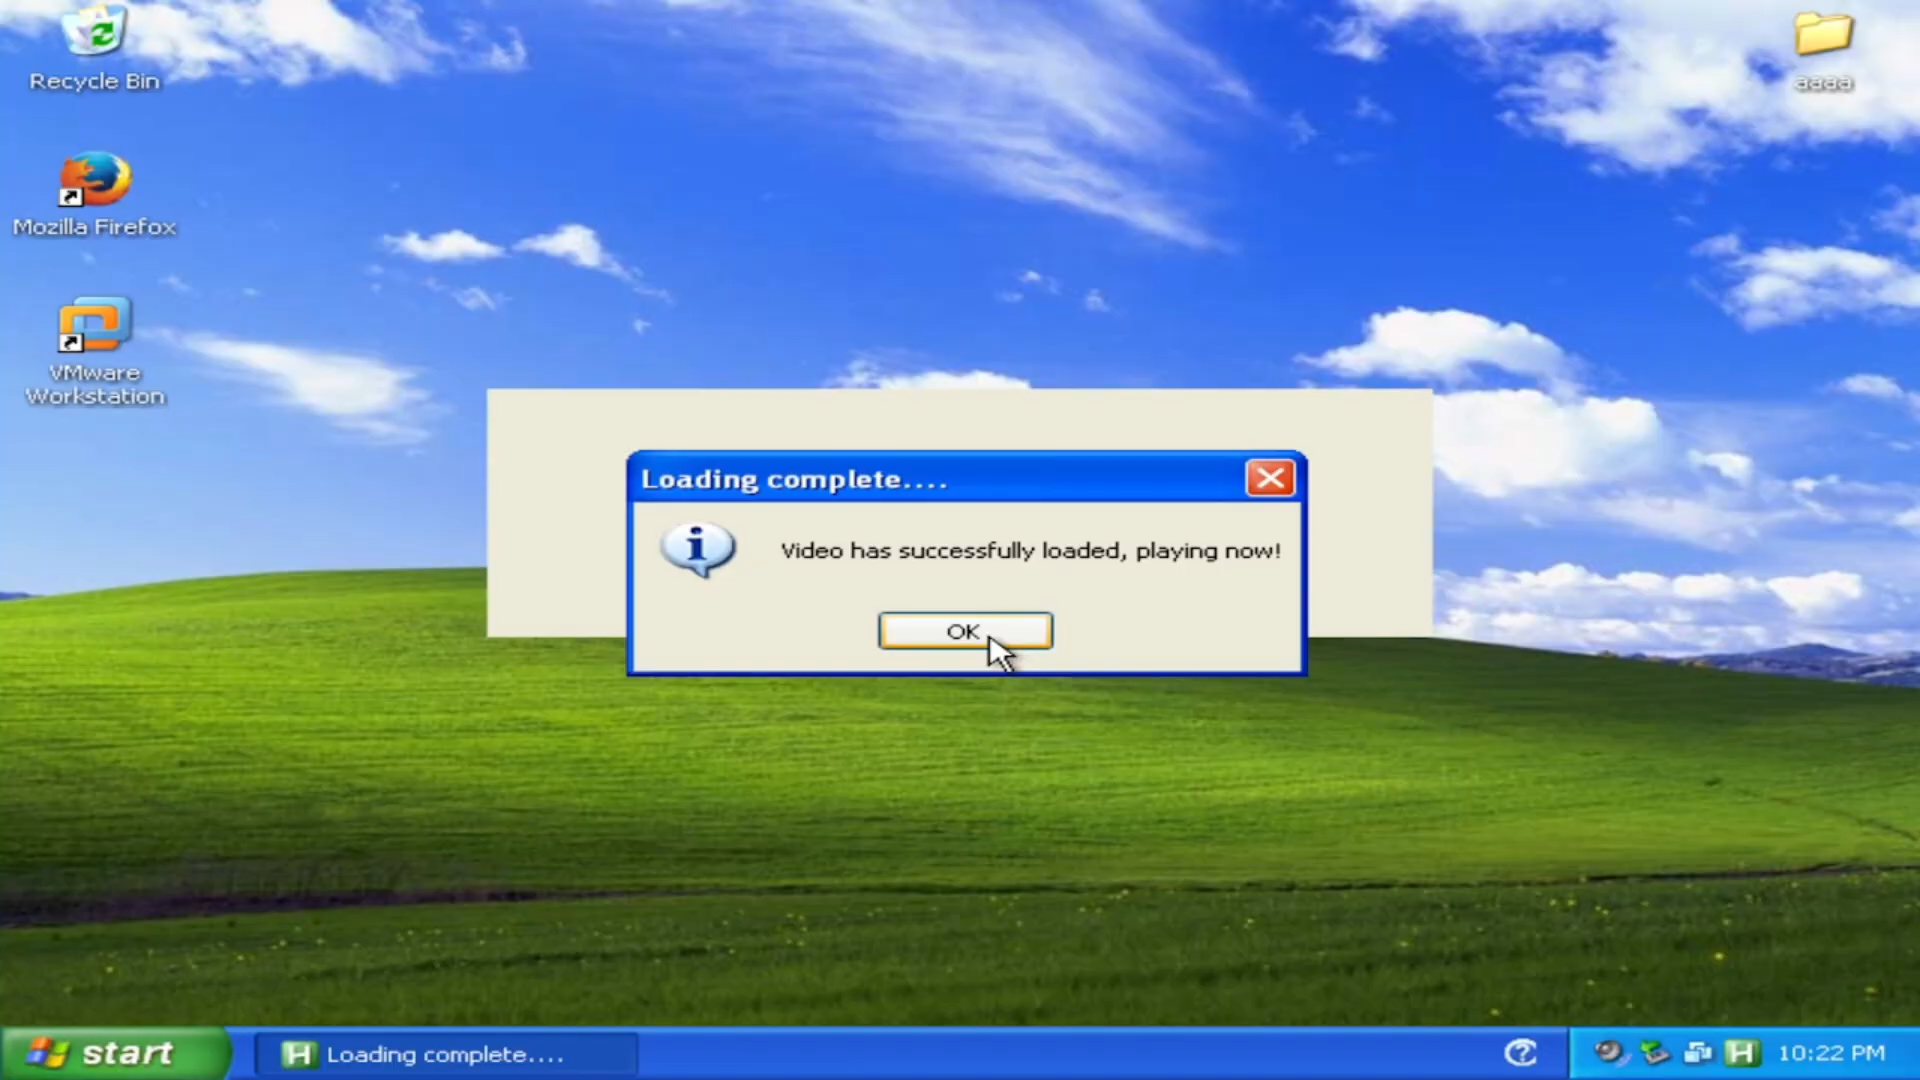 Recycle Bin
aaaa
Mozilla Firefox
VMware
Workstation
Loading complete....
Video has successfully loaded, playing now!
OK
start
H
Loading complete....
?
H
10:22 PM